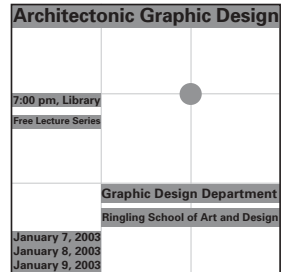 Architectonic Graphic Design
7:00 pm, Library
Free Lecture Series
Graphic Design Department
Ringling School of Art and Design
January 7, 2003
January 8, 2003
January 9, 2003